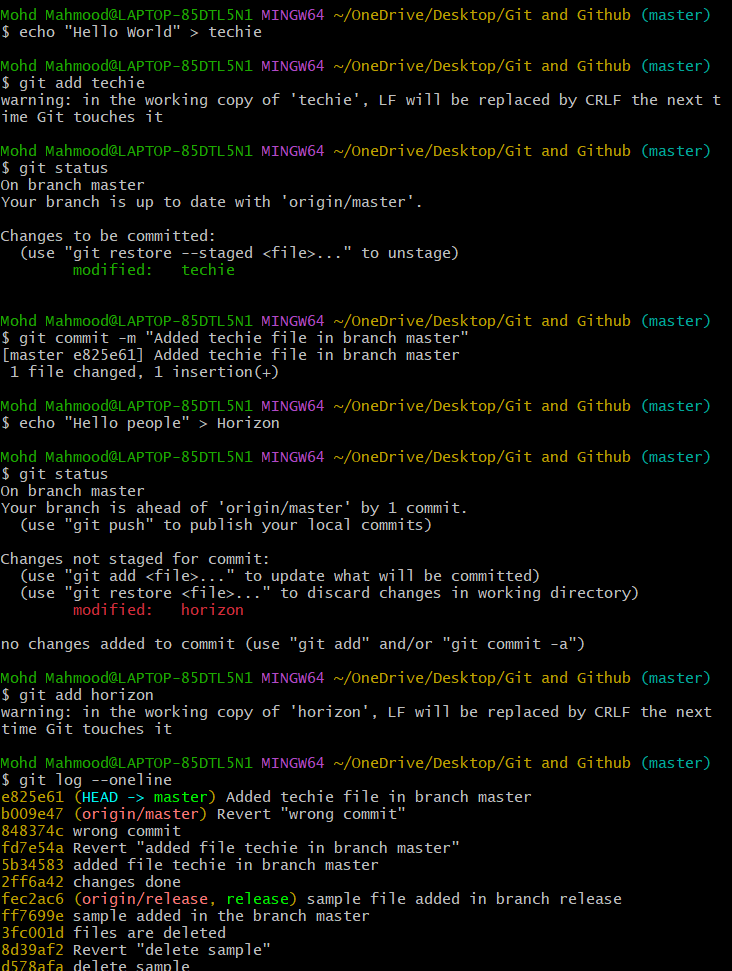 Mohd Mahmood@LAPTOP-85DTL5N1 MINGW64 ~/OneDrive/Desktop/Git and Github (master)
$ echo "Hello World" > techie
Mohd Mahmood@LAPTOP-85DTL5N1 MINGW64 ~/OneDrive/Desktop/Git and Github (master)
$ git add techie
warning: in the working copy of 'techie', LF will be replaced by CRLF the next t
ime Git touches it
Mohd Mahmood@LAPTOP-85DTL5N1 MINGW64 ~/OneDrive/Desktop/Git and Github (master)
$ git status
On branch master
Your branch is up to date with 'origin/master'.
Changes to be committed:
  (use "git restore --staged <file>..." to unstage)
        modified:   techie
Mohd Mahmood@LAPTOP-85DTL5N1 MINGW64 ~/OneDrive/Desktop/Git and Github (master)
$ git commit -m "Added techie file in branch master"
[master e825e61] Added techie file in branch master
 1 file changed, 1 insertion(+)
Mohd Mahmood@LAPTOP-85DTL5N1 MINGW64 ~/OneDrive/Desktop/Git and Github (master)
$ echo "Hello people" > Horizon
Mohd Mahmood@LAPTOP-85DTL5N1 MINGW64 ~/OneDrive/Desktop/Git and Github (master)
$ git status
On branch master
Your branch is ahead of 'origin/master' by 1 commit.
  (use "git push" to publish your local commits)
Changes not staged for commit:
  (use "git add <file>..." to update what will be committed)
  (use "git restore <file>..." to discard changes in working directory)
        modified:   horizon
no changes added to commit (use "git add" and/or "git commit -a")
Mohd Mahmood@LAPTOP-85DTL5N1 MINGW64 ~/OneDrive/Desktop/Git and Github (master)
$ git add horizon
warning: in the working copy of 'horizon', LF will be replaced by CRLF the next
time Git touches it
Mohd Mahmood@LAPTOP-85DTL5N1 MINGW64 ~/OneDrive/Desktop/Git and Github (master)
$ git log --oneline
e825e61 (HEAD -> master) Added techie file in branch master
b009e47 (origin/master) Revert "wrong commit"
848374c wrong commit
fd7e54a Revert "added file techie in branch master"
5b34583 added file techie in branch master
2ff6a42 changes done
fec2ac6 (origin/release, release) sample file added in branch release
ff7699e sample added in the branch master
3fc001d files are deleted
8d39af2 Revert "delete sample"
d578afa delete sample